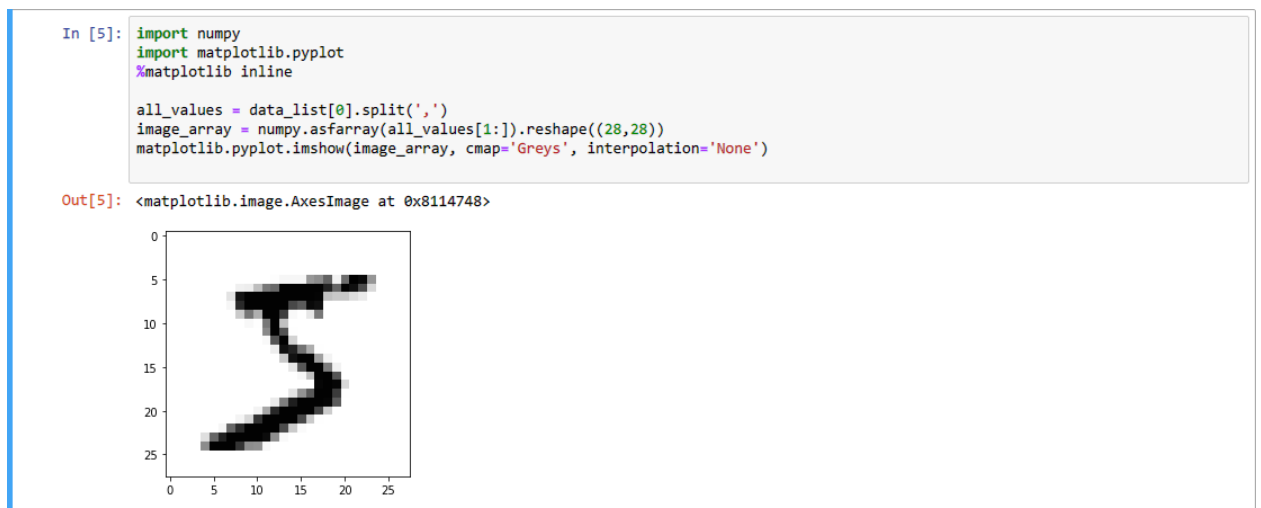 In [5]: import numpy
import matplotlib.pyplot
%matplotlib inline
all_values = data_list[0].split(',')
image_array = numpy.asfarray(all_values[1:]).reshape((28,28))
matplotlib.pyplot.imshow(image_array, cmap='Greys', interpolation='None')
Out[5]: <matplotlib.image.AxesImage at 0x8114748>
0
5
10
15
20
25
0 5 10 15 20 25
5